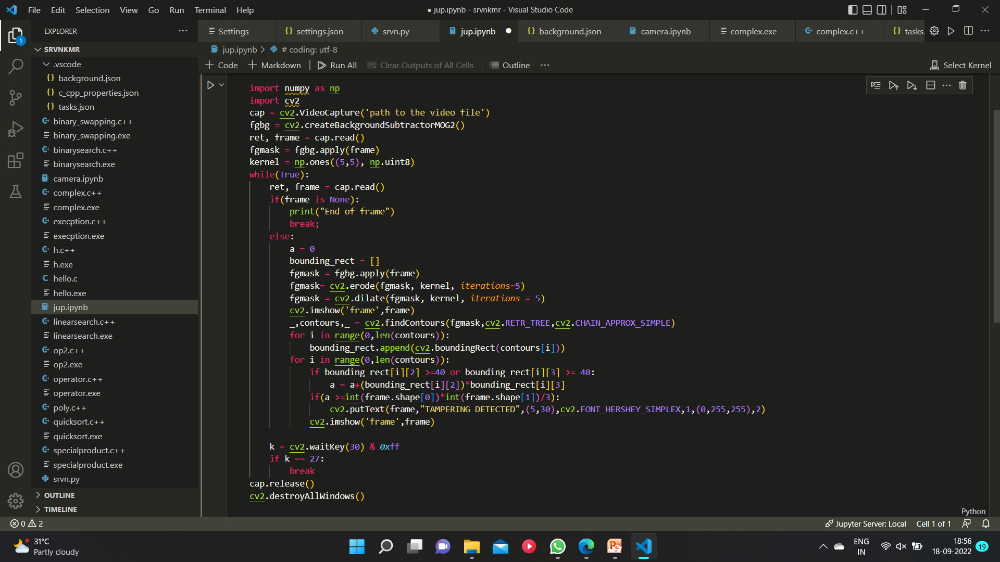 File Edit Selection View Go Run Terminal Help
● jup.ipynb - srvnkmr - Visual Studio Code
EXPLORER
Settings
{} settings.json
srvn.py
jup.ipynb ●
{} background.json
camera.ipynb
complex.exe
complex.c++
{} tasks.
jup.ipynb > # coding: utf-8
+ Code + Markdown | Run All Clear Outputs of All Cells | Outline ···
Select Kernel
1
SRVNKMR
.vscode
{} background.json
{} c_cpp_properties.json
{} tasks.json
binary_swapping.c++
binary_swapping.exe
binarysearch.c++
binarysearch.exe
camera.ipynb
complex.c++
complex.exe
execption.c++
execption.exe
h.c++
h.exe
C hello.c
hello.exe
jup.ipynb
linearsearch.c++
linearsearch.exe
op2.c++
op2.exe
operator.c++
operator.exe
poly.c++
quicksort.c++
quicksort.exe
specialproduct.c++
specialproduct.exe
srvn.py
OUTLINE
TIMELINE
import numpy as np
import cv2
cap = cv2.VideoCapture('path to the video file')
fgbg = cv2.createBackgroundSubtractorMOG2()
ret, frame = cap.read()
fgmask = fgbg.apply(frame)
kernel = np.ones((5,5), np.uint8)
while(True):
    ret, frame = cap.read()
    if(frame is None):
        print("End of frame")
        break;
    else:
        a = 0
        bounding_rect = []
        fgmask = fgbg.apply(frame)
        fgmask= cv2.erode(fgmask, kernel, iterations=5)
        fgmask = cv2.dilate(fgmask, kernel, iterations = 5)
        cv2.imshow('frame',frame)
        _,contours,_ = cv2.findContours(fgmask,cv2.RETR_TREE,cv2.CHAIN_APPROX_SIMPLE)
        for i in range(0,len(contours)):
            bounding_rect.append(cv2.boundingRect(contours[i]))
        for i in range(0,len(contours)):
            if bounding_rect[i][2] >=40 or bounding_rect[i][3] >= 40:
                a = a+(bounding_rect[i][2])*bounding_rect[i][3]
            if(a >=int(frame.shape[0])*int(frame.shape[1])/3):
                cv2.putText(frame,"TAMPERING DETECTED",(5,30),cv2.FONT_HERSHEY_SIMPLEX,1,(0,255,255),2)
            cv2.imshow('frame',frame)
    k = cv2.waitKey(30) & 0xff
    if k == 27:
        break
cap.release()
cv2.destroyAllWindows()
Python
0 2
Jupyter Server: Local Cell 1 of 1
31°C
Partly cloudy
ENG
IN
18:56
18-09-2022
19